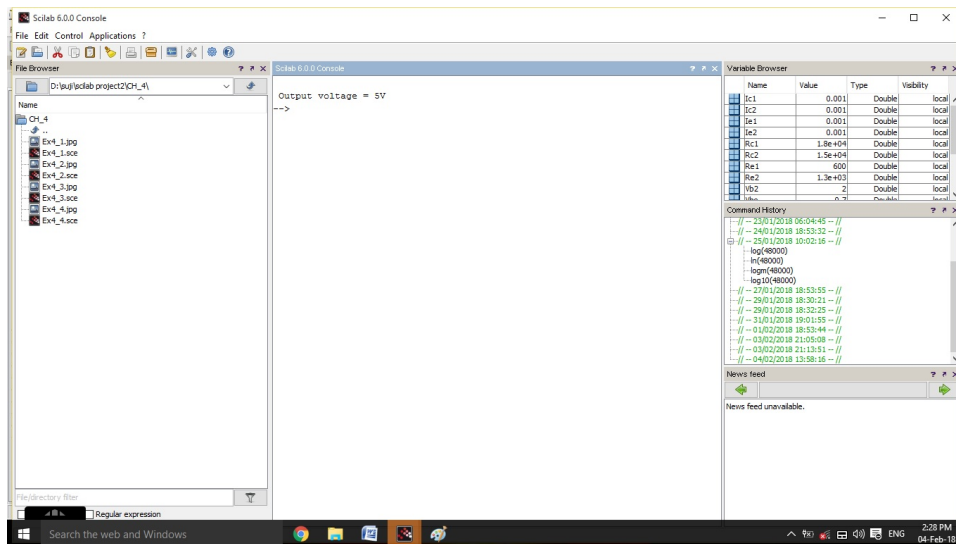 Scilab 6.0.0 Console
File Edit Control Applications ?
File Browser ? ↗ X
D:\suji\scilab project2\CH_4\
Name
CH_4
..
Ex4_1.jpg
Ex4_1.sce
Ex4_2.jpg
Ex4_2.sce
Ex4_3.jpg
Ex4_3.sce
Ex4_4.jpg
Ex4_4.sce
File/directory filter
Regular expression
Scilab 6.0.0 Console ? ↗ X
Output voltage = 5V
-->
Variable Browser ? ↗ X
Name Value Type Visibility
Ic1 0.001 Double local
Ic2 0.001 Double local
Ie1 0.001 Double local
Ie2 0.001 Double local
Rc1 1.8e+04 Double local
Rc2 1.5e+04 Double local
Re1 600 Double local
Re2 1.3e+03 Double local
Vb2 2 Double local
Vbe 0.7 Double local
Command History ? ↗ X
// -- 23/01/2018 06:04:45 -- //
// -- 24/01/2018 18:53:32 -- //
// -- 25/01/2018 10:02:16 -- //
log(48000)
ln(48000)
logm(48000)
log10(48000)
// -- 27/01/2018 18:53:55 -- //
// -- 29/01/2018 18:30:21 -- //
// -- 29/01/2018 18:32:25 -- //
// -- 31/01/2018 19:01:55 -- //
// -- 01/02/2018 18:53:44 -- //
// -- 03/02/2018 21:05:08 -- //
// -- 03/02/2018 21:13:51 -- //
// -- 04/02/2018 13:58:16 -- //
News feed ? ↗ X
News feed unavailable.
Search the web and Windows
ENG
2:28 PM
04-Feb-18